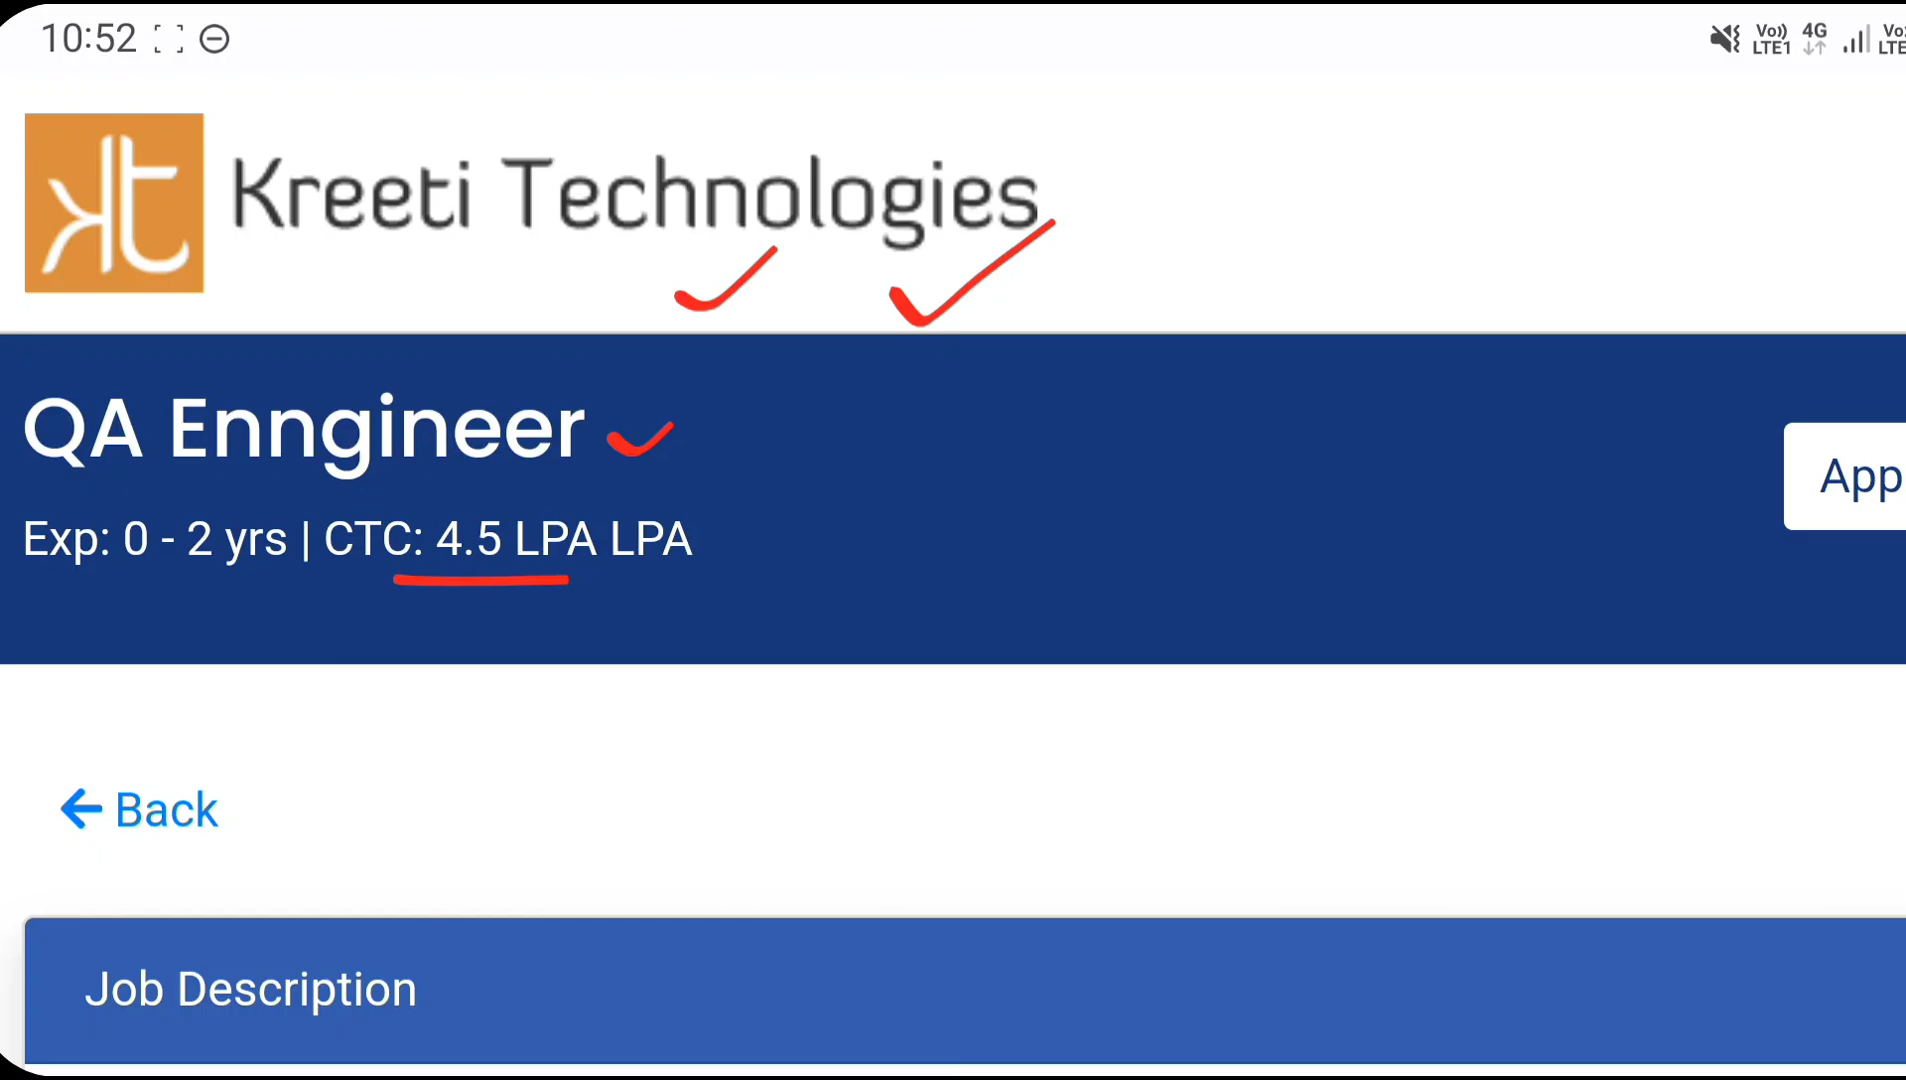 10:52
Vo)) LTE1 4G
kt Kreeti Technologies
QA Enngineer
Exp: 0 - 2 yrs | CTC: 4.5 LPA LPA
App
Back
Job Description